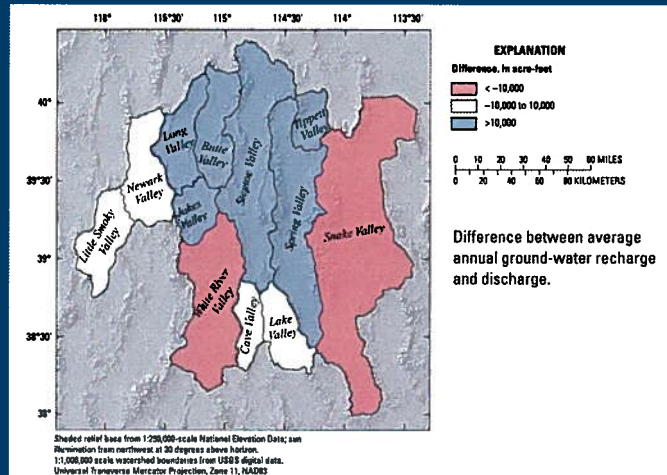 118° 115°30' 115° 114°30' 114° 113°30'
40°
39°30'
39°
38°30'
38°
Long Valley
Butte Valley
Steptoe Valley
Tippett Valley
Newark Valley
Jakes Valley
Spring Valley
Snake Valley
Little Smoky Valley
White River Valley
Cave Valley
Lake Valley
EXPLANATION
Difference, in acre-feet
< -10,000
-10,000 to 10,000
>10,000
0 10 20 30 40 50 60 MILES
0 20 40 60 80 KILOMETERS
Difference between average
annual ground-water recharge
and discharge.
Shaded relief base from 1:250,000-scale National Elevation Data; sun
illumination from northwest at 30 degrees above horizon.
1:1,000,000 scale watershed boundaries from USGS digital data.
Universal Transverse Mercator Projection, Zone 11, NAD83